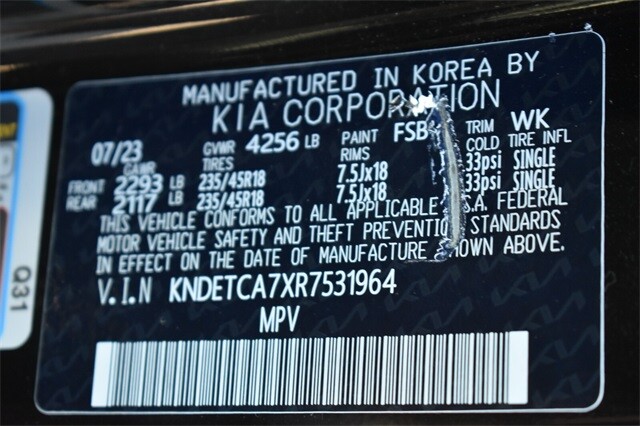 MANUFACTURED IN KOREA BY
KIA CORPORATION
07/23 GVWR 4256 LB PAINT FSB TRIM WK
GAWR TIRES RIMS COLD TIRE INFL
FRONT 2293 LB 235/45R18 7.5Jx18 33psi SINGLE
REAR 2117 LB 235/45R18 7.5Jx18 33psi SINGLE
THIS VEHICLE CONFORMS TO ALL APPLICABLE U.S.A. FEDERAL
MOTOR VEHICLE SAFETY AND THEFT PREVENTION STANDARDS
IN EFFECT ON THE DATE OF MANUFACTURE SHOWN ABOVE.
V.I.N KNDETCA7XR7531964
MPV
Q31